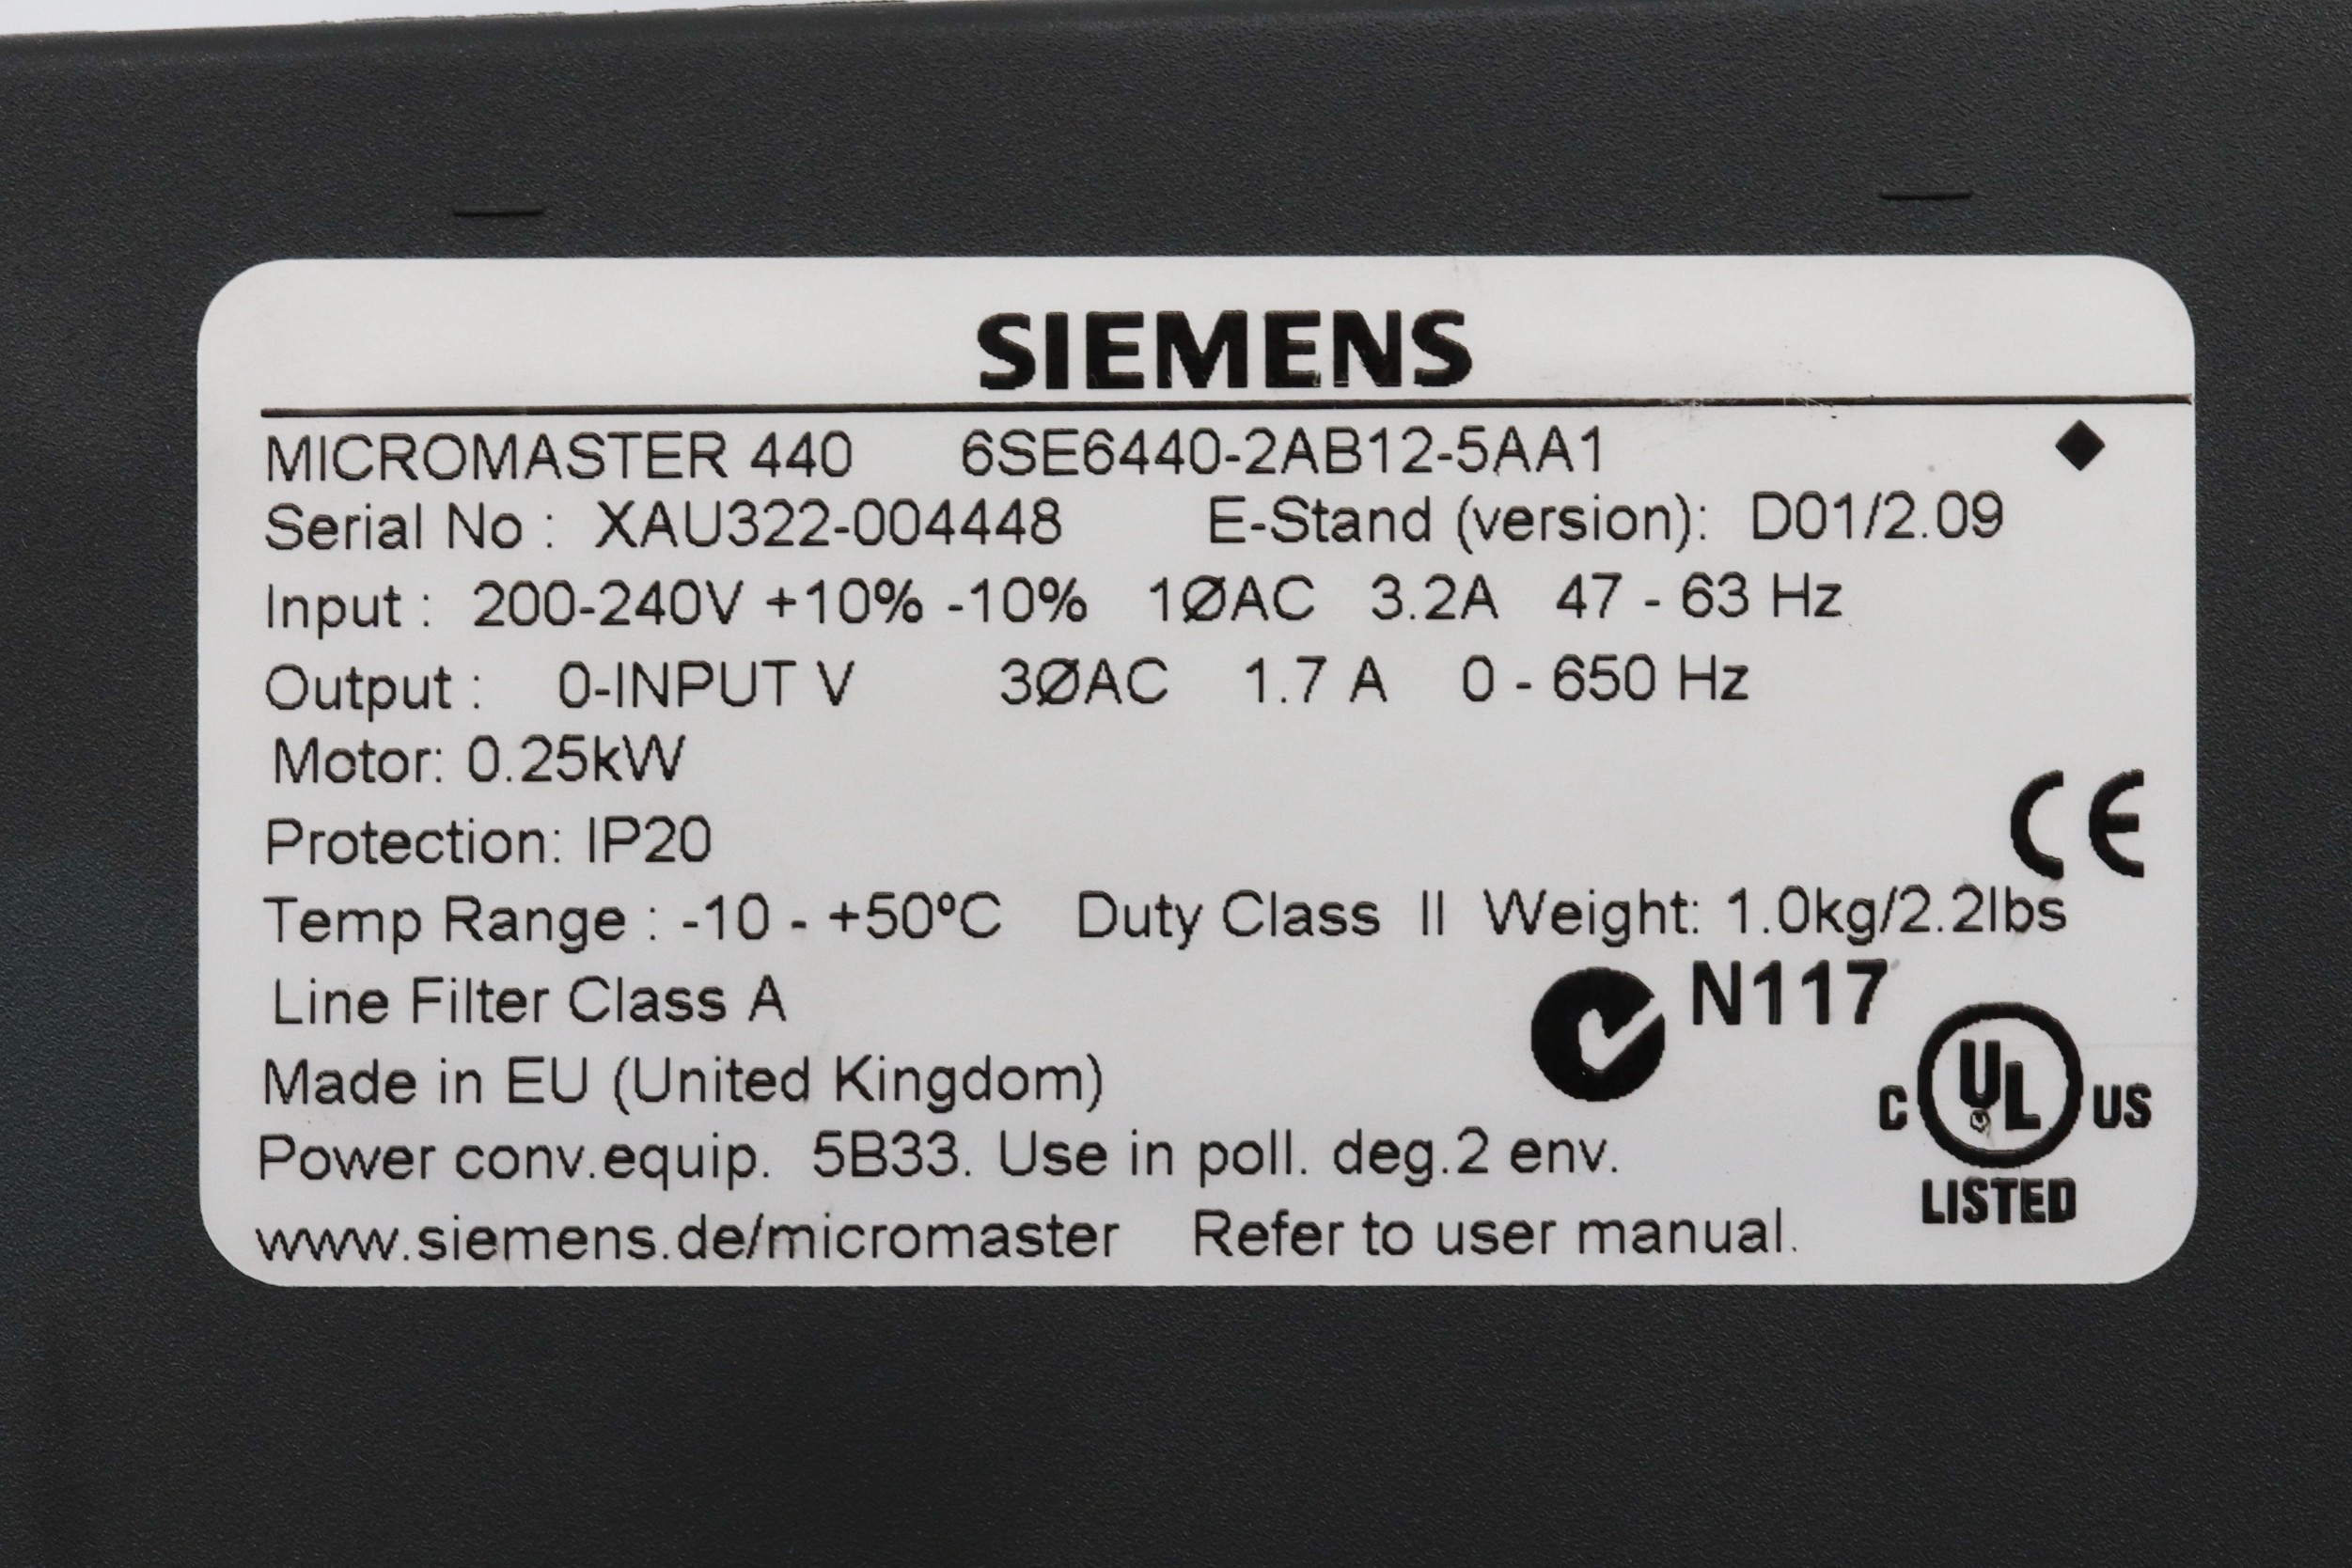 SIEMENS
MICROMASTER 440 6SE6440-2AB12-5AA1
Serial No : XAU322-004448 E-Stand (version): D01/2.09
Input : 200-240V +10% -10% 1ØAC 3.2A 47 - 63 Hz
Output : 0-INPUT V 3ØAC 1.7 A 0 - 650 Hz
Motor: 0.25kW
Protection: IP20
CE
Temp Range : -10 - +50ºC Duty Class II Weight: 1.0kg/2.2lbs
Line Filter Class A
N117
Made in EU (United Kingdom)
C UL US
LISTED
Power conv.equip. 5B33. Use in poll. deg.2 env.
www.siemens.de/micromaster Refer to user manual.